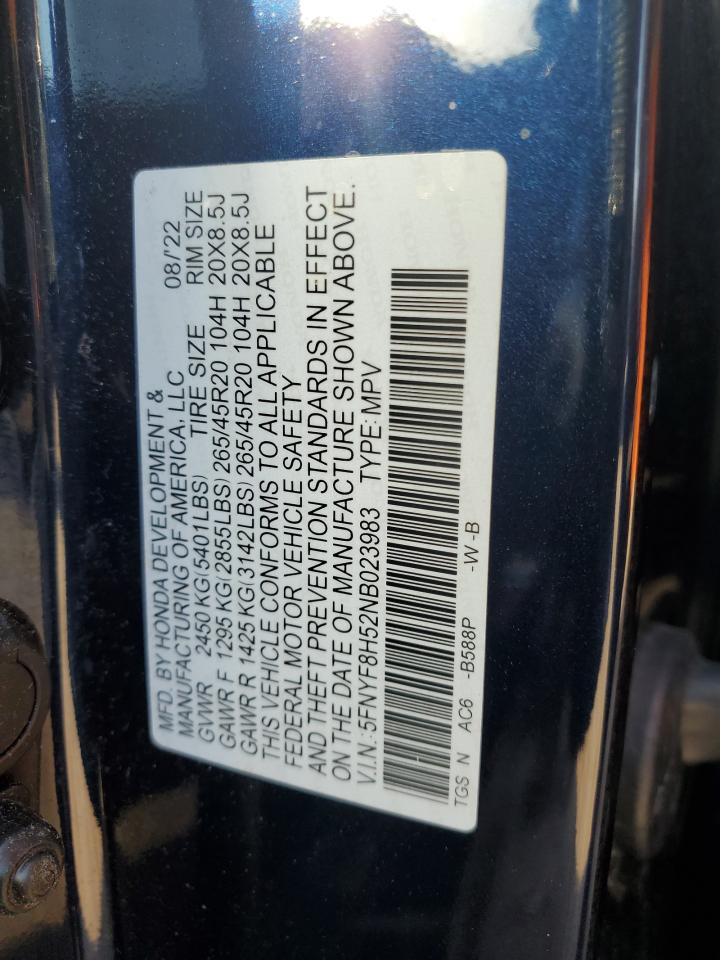 MFD. BY HONDA DEVELOPMENT &
MANUFACTURING OF AMERICA, LLC 08/'22
GVWR 2450 KG(5401LBS) TIRE SIZE RIM SIZE
GAWR F 1295 KG(2855LBS) 265/45R20 104H 20X8.5J
GAWR R 1425 KG(3142LBS) 265/45R20 104H 20X8.5J
THIS VEHICLE CONFORMS TO ALL APPLICABLE
FEDERAL MOTOR VEHICLE SAFETY
AND THEFT PREVENTION STANDARDS IN EFFECT
ON THE DATE OF MANUFACTURE SHOWN ABOVE.
V.I.N.:5FNYF8H52NB023983 TYPE:MPV
TGS N AC6 -B588P -W -B